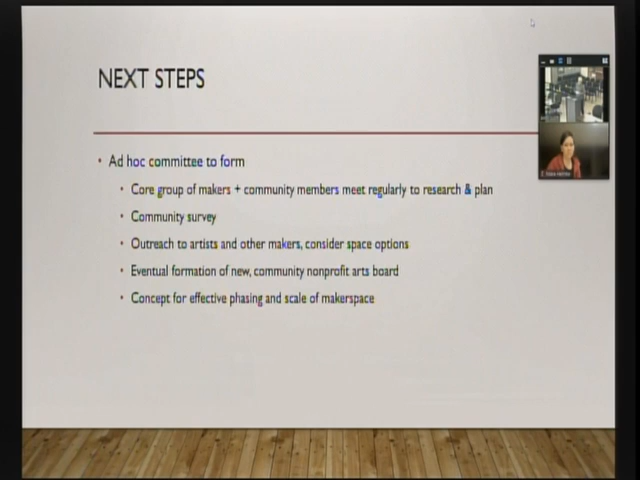 NEXT STEPS
• Ad hoc committee to form
• Core group of makers + community members meet regularly to research & plan
• Community survey
• Outreach to artists and other makers, consider space options
• Eventual formation of new, community nonprofit arts board
• Concept for effective phasing and scale of makerspace